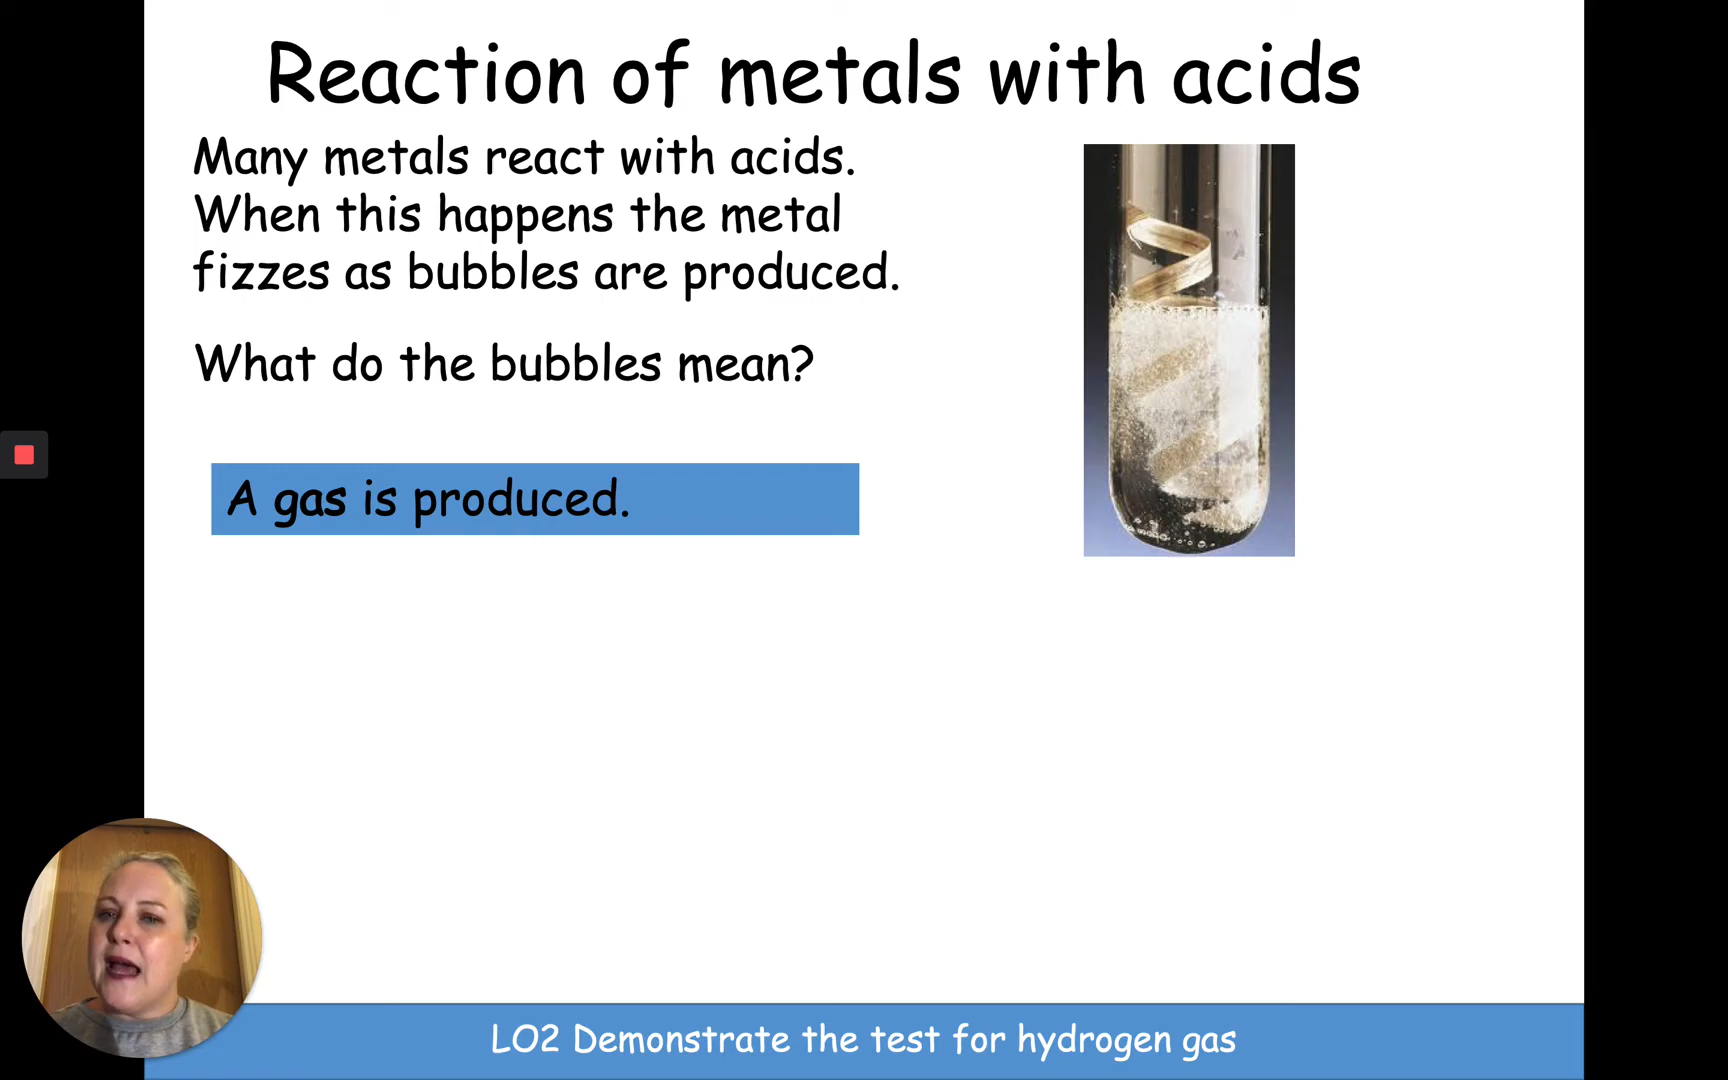 Reaction of metals with acids
Many metals react with acids.
When this happens the metal
fizzes as bubbles are produced.
What do the bubbles mean?
A gas is produced.
LO2 Demonstrate the test for hydrogen gas